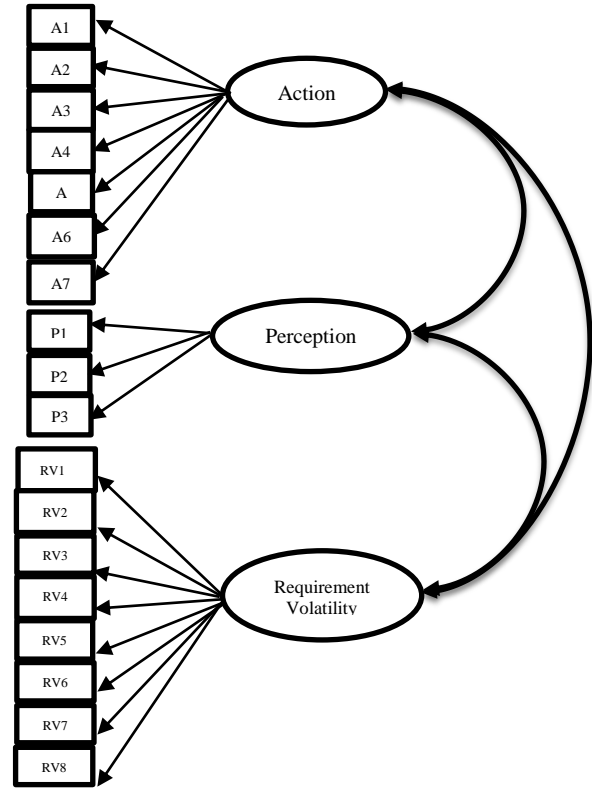 A1
A2
A3
A4
A
A6
A7
Action
P1
P2
P3
Perception
RV1
RV2
RV3
RV4
RV5
RV6
RV7
RV8
Requirement
Volatility